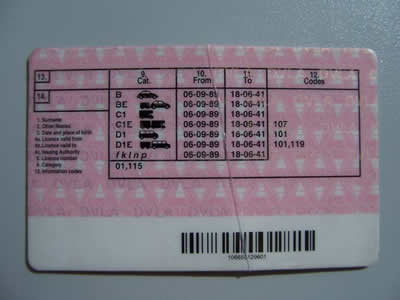 9. Cat. 10. From 11. To 12. Codes
13.
14.
B 06-09-89 18-06-41
BE 06-09-89 18-06-41
C1 06-09-89 18-06-41
C1E 06-09-89 18-06-41 107
D1 06-09-89 18-06-41 101
D1E 06-09-89 18-06-41 101,119
fklnp 06-09-89 18-06-41
01,115
1. Surname
2. Other Names
3. Date and place of birth
4a. Licence valid from
4b. Licence valid to
4c. Issuing Authority
5. Licence number
9. Category
12. Information codes